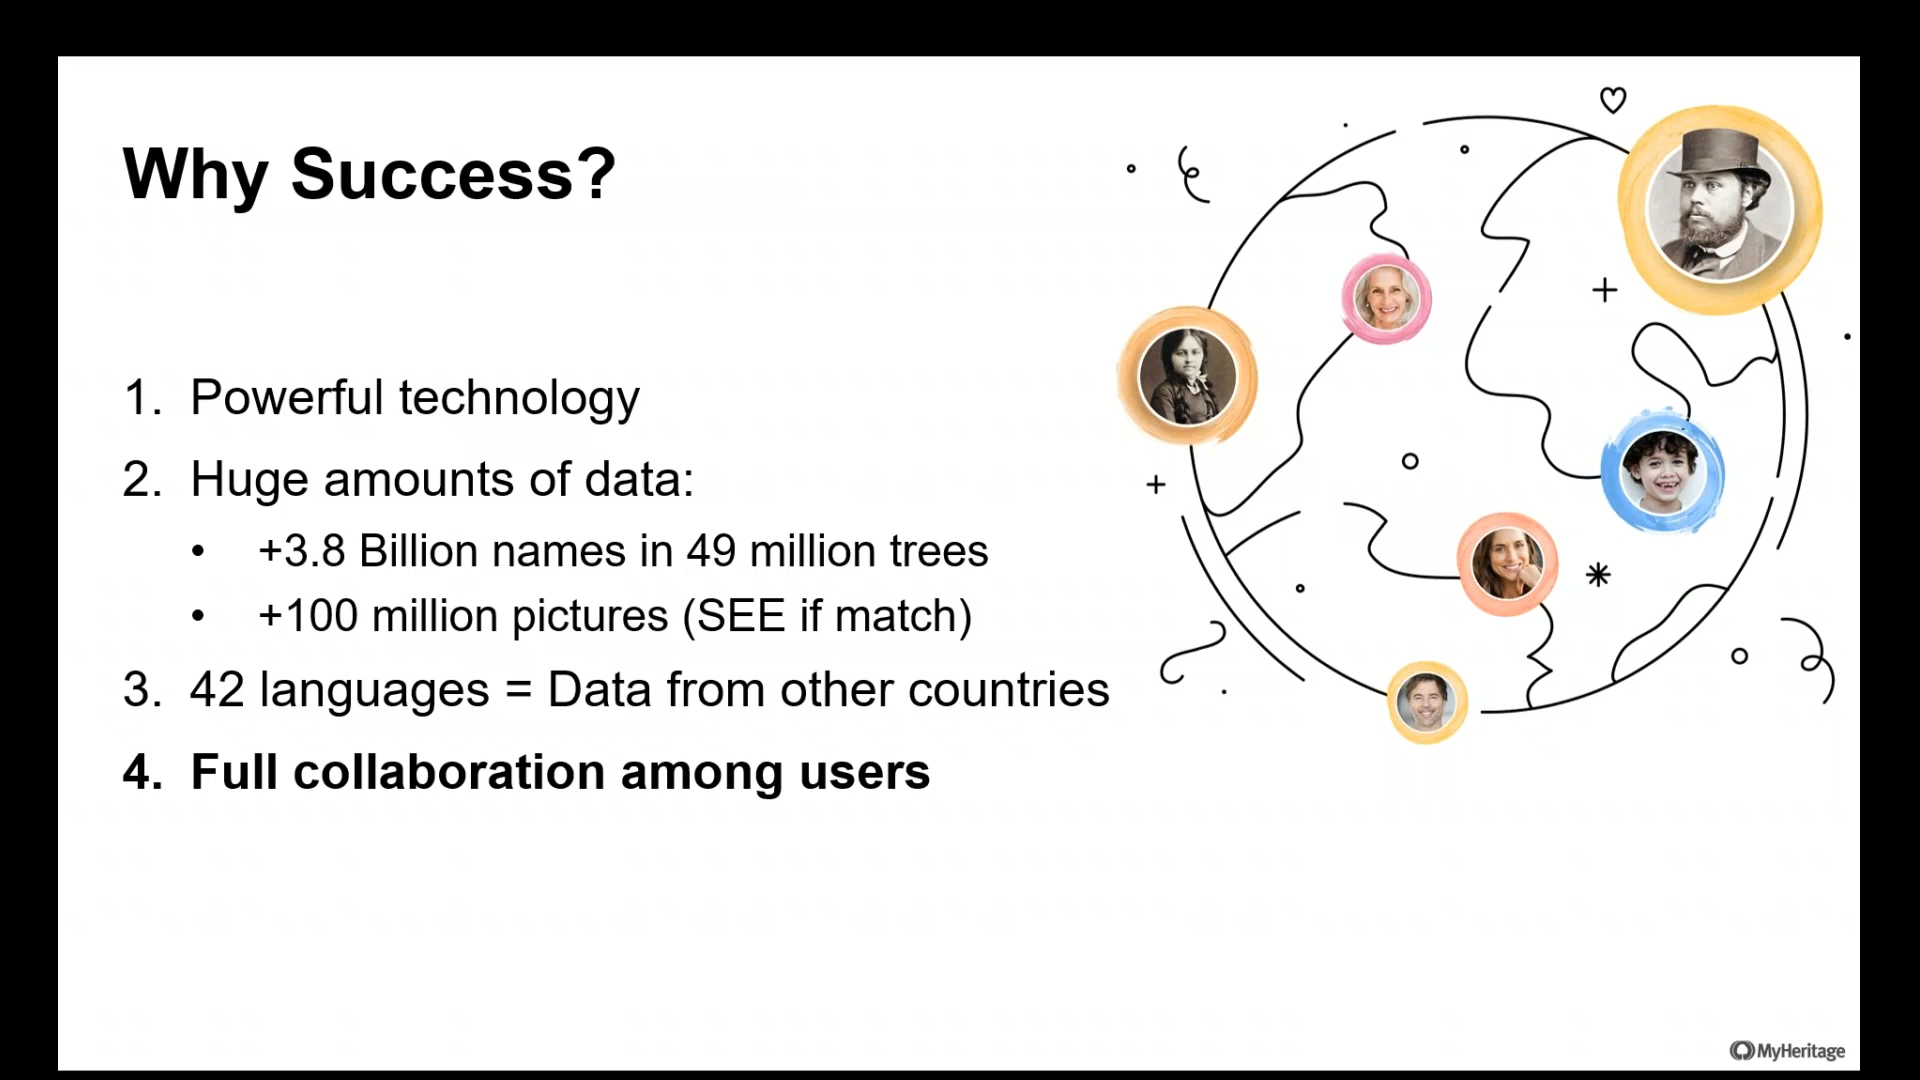 Why Success?
1. Powerful technology
2. Huge amounts of data:
• +3.8 Billion names in 49 million trees
• +100 million pictures (SEE if match)
3. 42 languages = Data from other countries
4. Full collaboration among users
MyHeritage